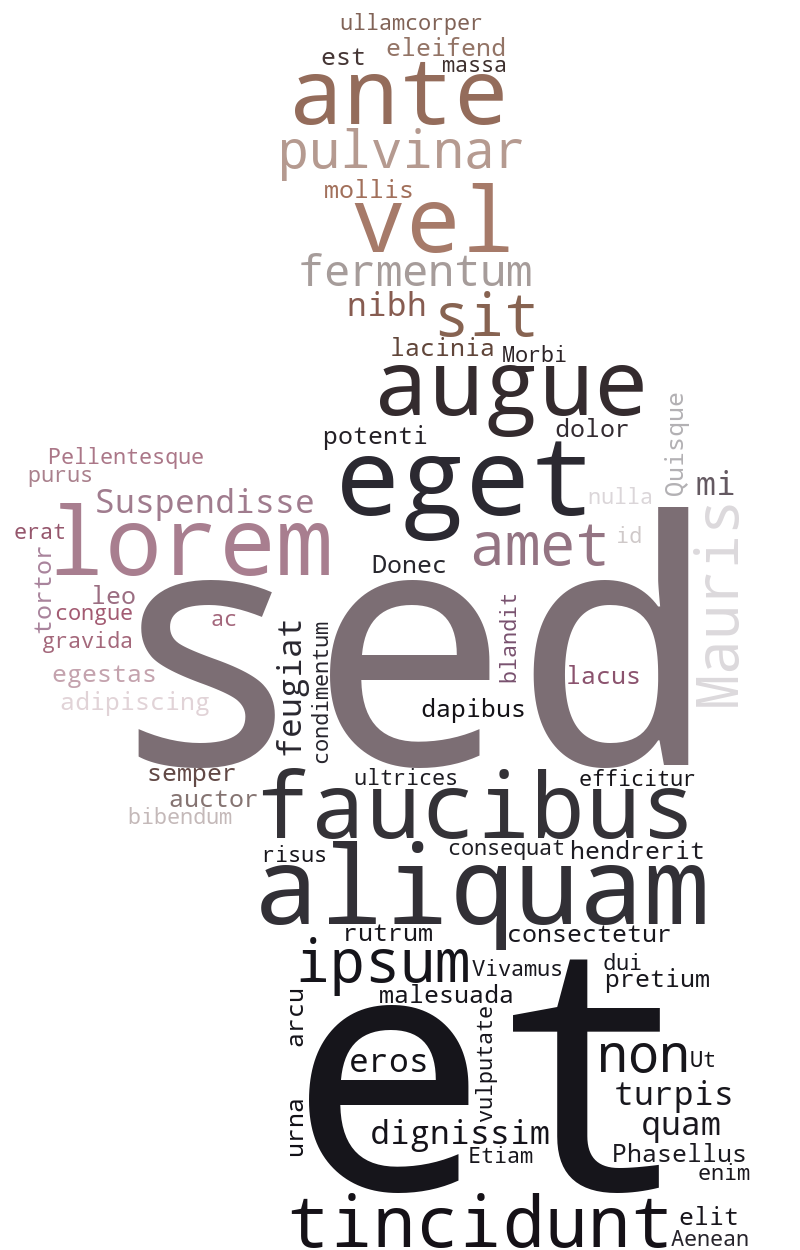 ullamcorper
eleifend
est
massa
ante
pulvinar
mollis
vel
fermentum
nibh
sit
lacinia
Morbi
augue
Quisque
dolor
potenti
eget
Pellentesque
purus
mi
nulla
Suspendisse
lorem
erat
amet
id
Mauris
Donec
tortor
leo
congue
ac
gravida
sed
feugiat
condimentum
blandit
egestas
lacus
adipiscing
dapibus
semper
ultrices
efficitur
auctor
faucibus
bibendum
risus
consequat
hendrerit
aliquam
rutrum
consectetur
ipsum
Vivamus
dui
pretium
malesuada
arcu
et
eros
vulputate
non
Ut
turpis
urna
dignissim
quam
Etiam
Phasellus
enim
tincidunt
elit
Aenean